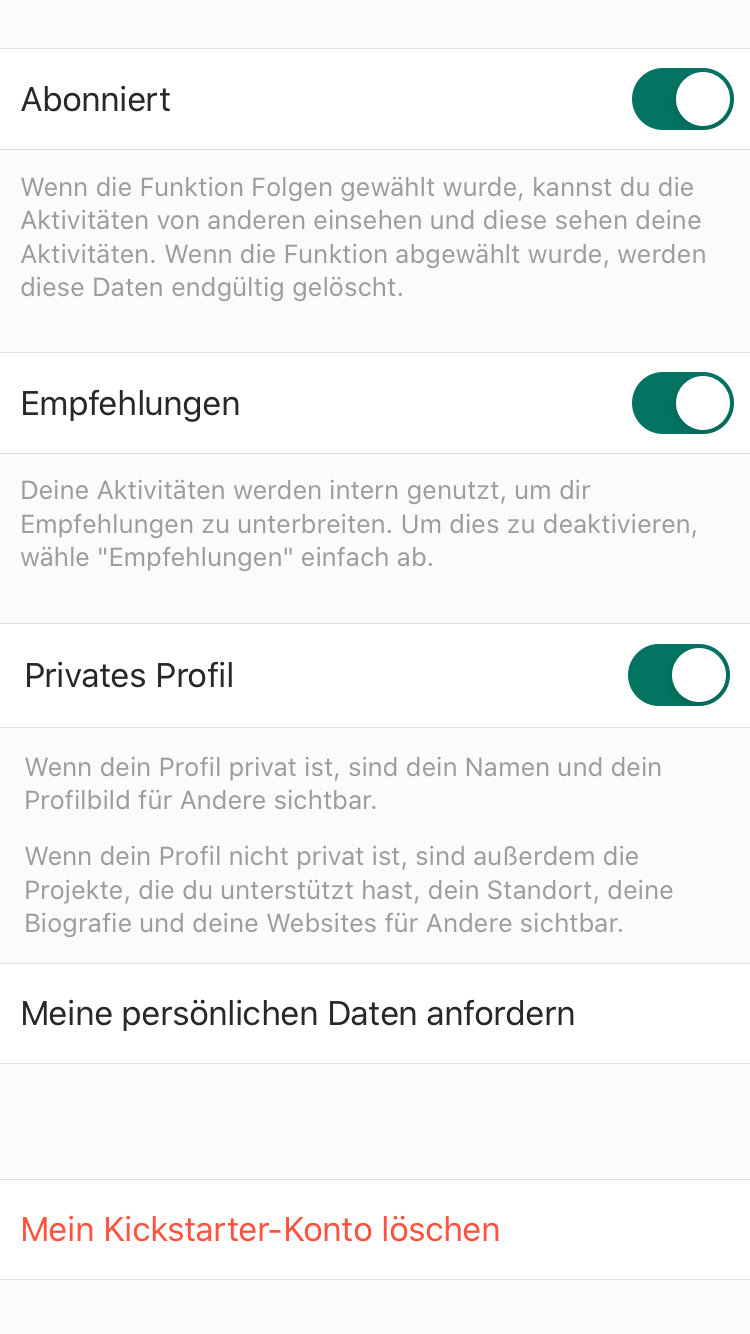 Abonniert
Wenn die Funktion Folgen gewählt wurde, kannst du die
Aktivitäten von anderen einsehen und diese sehen deine
Aktivitäten. Wenn die Funktion abgewählt wurde, werden
diese Daten endgültig gelöscht.
Empfehlungen
Deine Aktivitäten werden intern genutzt, um dir
Empfehlungen zu unterbreiten. Um dies zu deaktivieren,
wähle "Empfehlungen" einfach ab.
Privates Profil
Wenn dein Profil privat ist, sind dein Namen und dein
Profilbild für Andere sichtbar.
Wenn dein Profil nicht privat ist, sind außerdem die
Projekte, die du unterstützt hast, dein Standort, deine
Biografie und deine Websites für Andere sichtbar.
Meine persönlichen Daten anfordern
Mein Kickstarter-Konto löschen